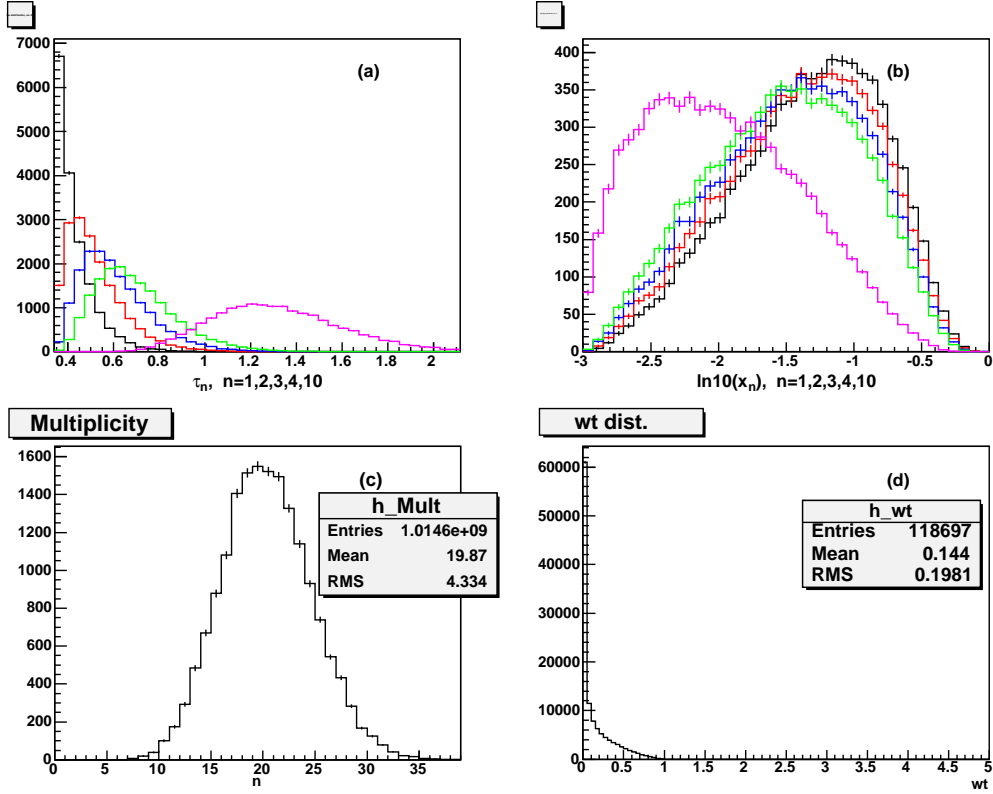 7000
6000
5000
4000
3000
2000
1000
0
(a)
0.4 0.6 0.8 1 1.2 1.4 1.6 1.8 2
τn, n=1,2,3,4,10
400
350
300
250
200
150
100
50
0
(b)
-3 -2.5 -2 -1.5 -1 -0.5 0
ln10(xn), n=1,2,3,4,10
Multiplicity
1600
1400
1200
1000
800
600
400
200
0
(c)
h_Mult
Entries 1.0146e+09
Mean 19.87
RMS 4.334
0 5 10 15 20 25 30 35
n
wt dist.
60000
50000
40000
30000
20000
10000
0
(d)
h_wt
Entries 118697
Mean 0.144
RMS 0.1981
0 0.5 1 1.5 2 2.5 3 3.5 4 4.5 5
wt